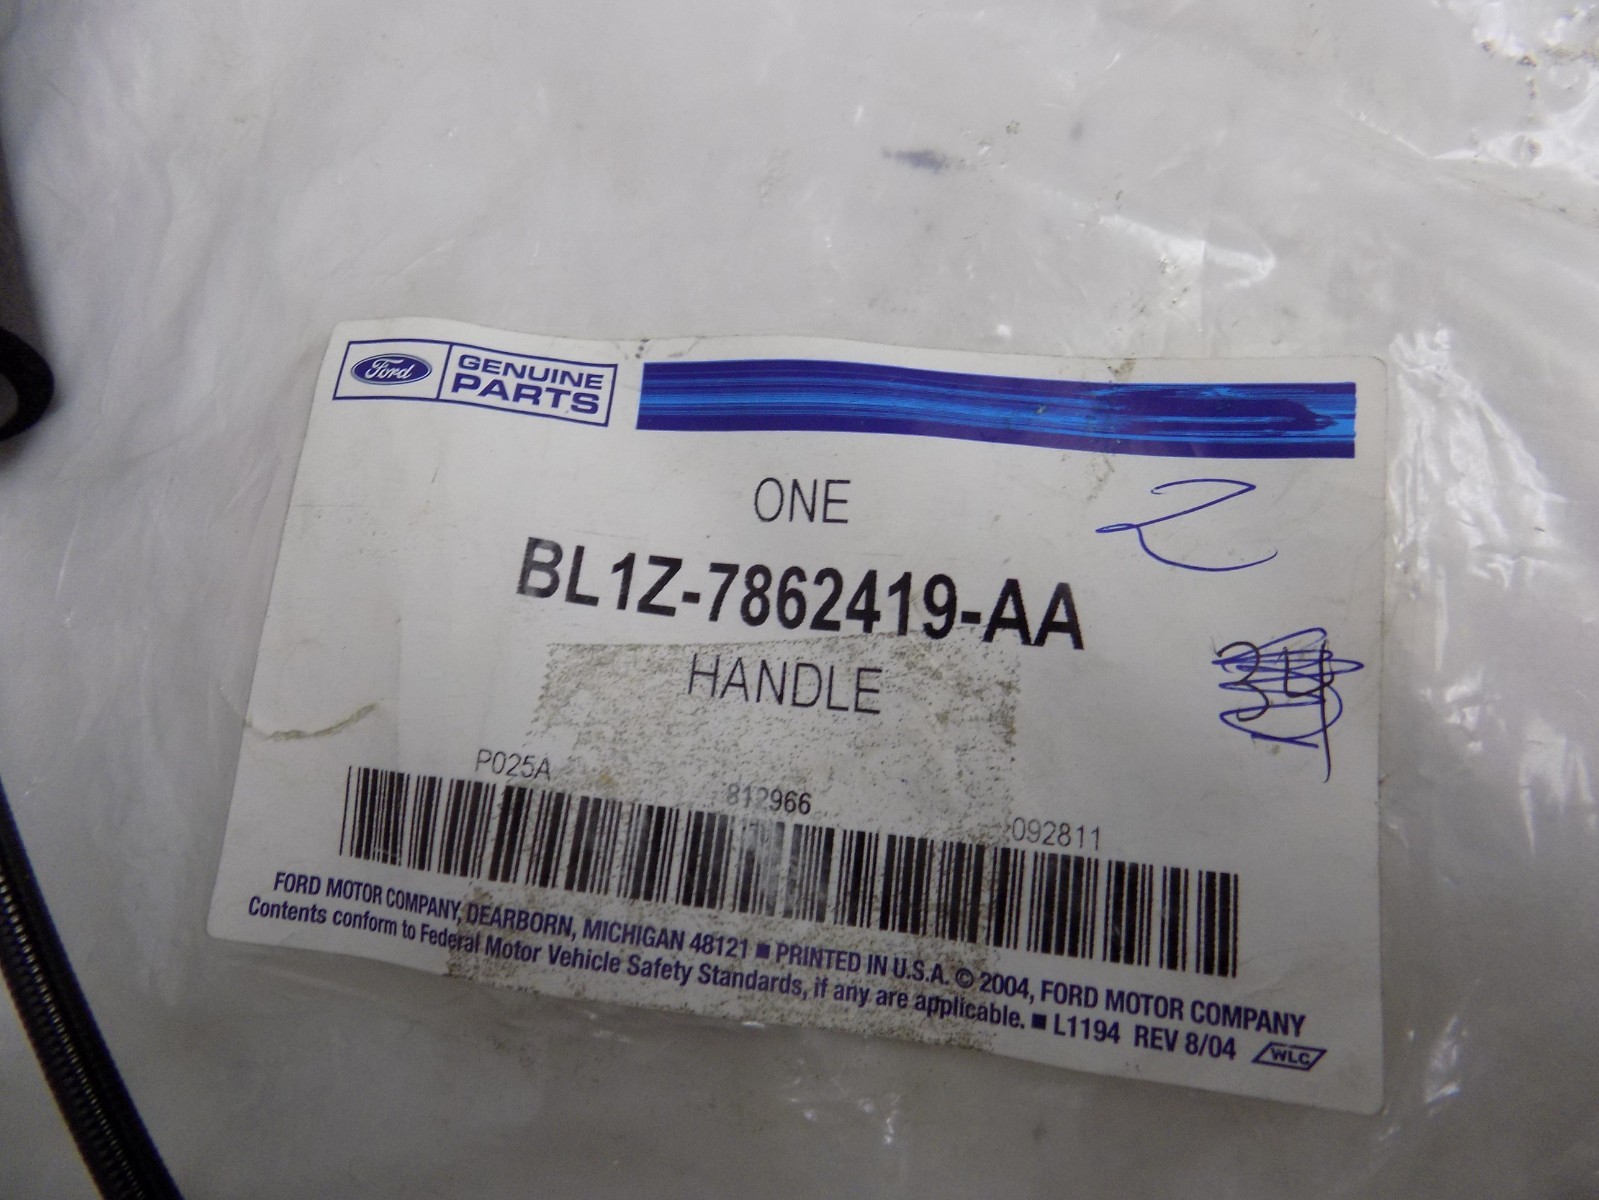 Ford GENUINE
PARTS
ONE
2
BL1Z-7862419-AA
HANDLE
P025A 812966 092811
FORD MOTOR COMPANY, DEARBORN, MICHIGAN 48121 ■ PRINTED IN U.S.A. © 2004, FORD MOTOR COMPANY
Contents conform to Federal Motor Vehicle Safety Standards, if any are applicable. ■ L1194 REV 8/04 WLC